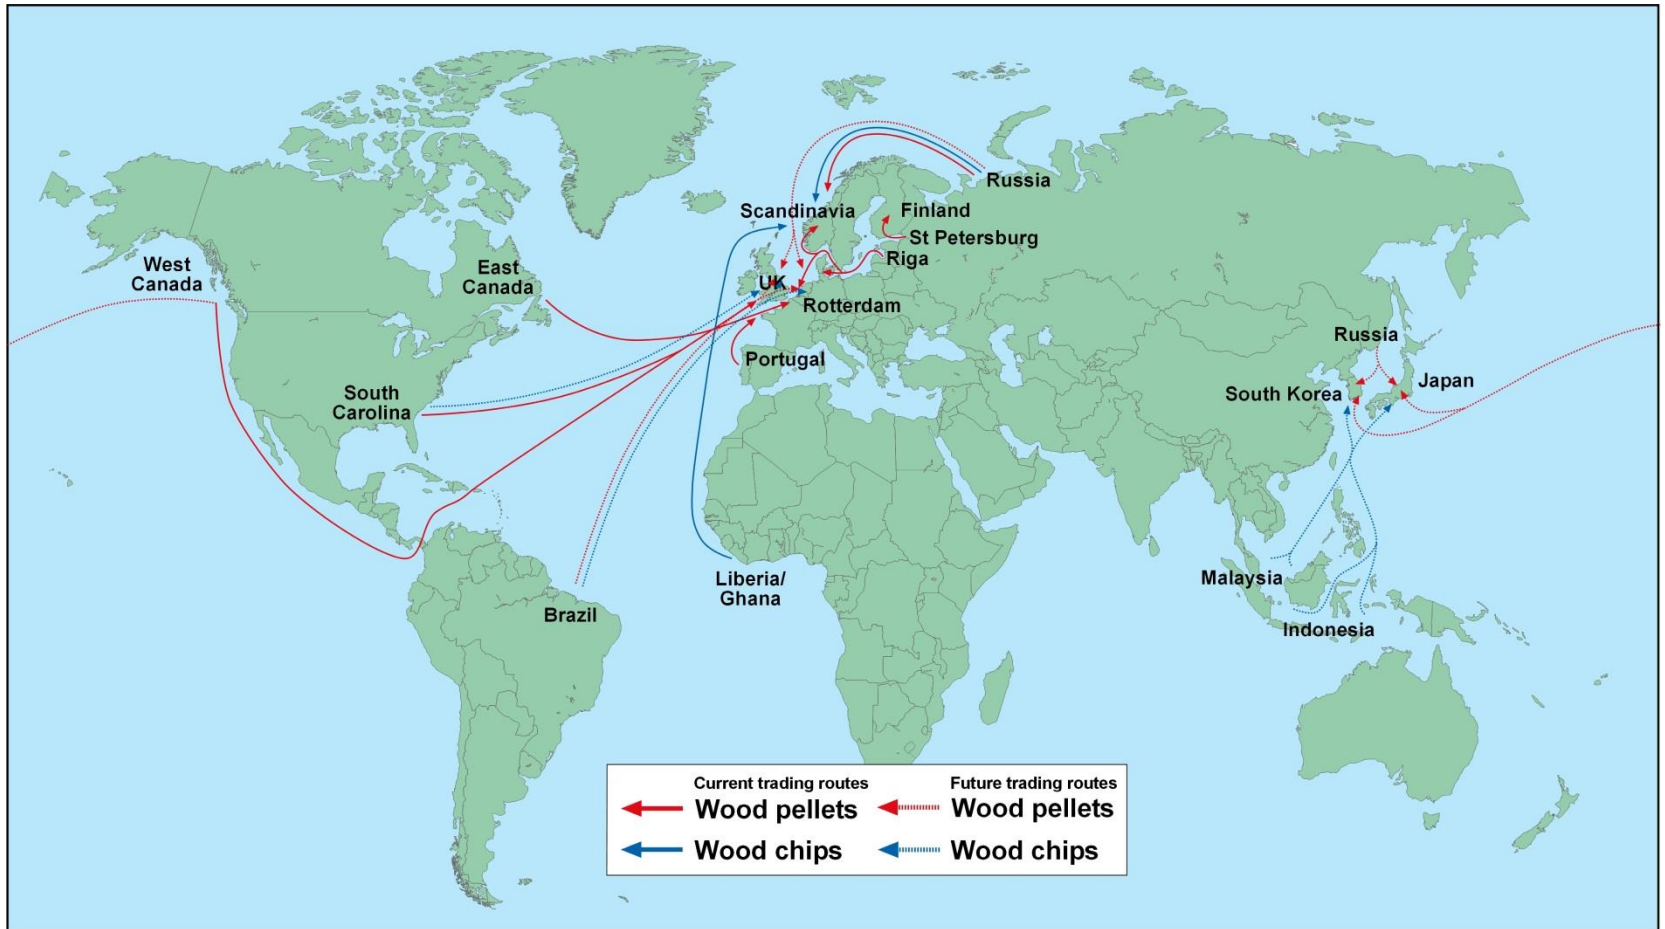 Russia
Scandinavia
Finland
St Petersburg
Riga
West
Canada
East
Canada
UK
Rotterdam
Portugal
Russia
South Korea
Japan
South
Carolina
Liberia/
Ghana
Malaysia
Brazil
Indonesia
Current trading routes
Wood pellets
Wood chips
Future trading routes
Wood pellets
Wood chips